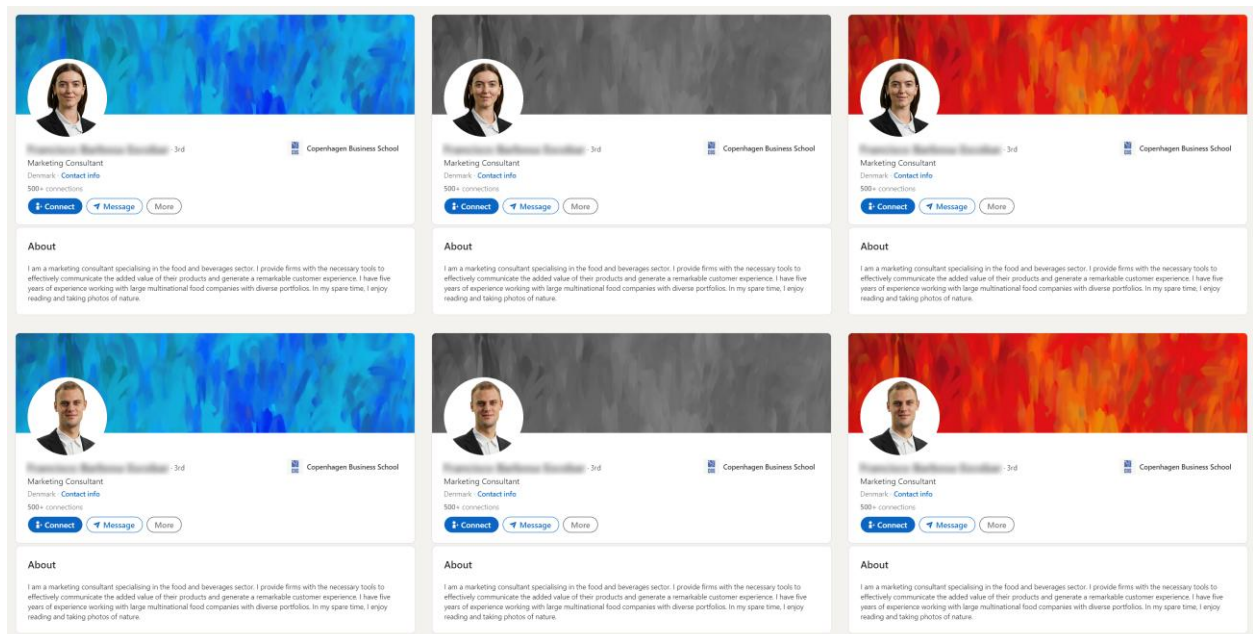 · 3rd
Copenhagen Business School
Marketing Consultant
Denmark · Contact info
500+ connections
Connect Message More
About
I am a marketing consultant specialising in the food and beverages sector. I provide firms with the necessary tools to
effectively communicate the added value of their products and generate a remarkable customer experience. I have five
years of experience working with large multinational food companies with diverse portfolios. In my spare time, I enjoy
reading and taking photos of nature.
· 3rd
Copenhagen Business School
Marketing Consultant
Denmark · Contact info
500+ connections
Connect Message More
About
I am a marketing consultant specialising in the food and beverages sector. I provide firms with the necessary tools to
effectively communicate the added value of their products and generate a remarkable customer experience. I have five
years of experience working with large multinational food companies with diverse portfolios. In my spare time, I enjoy
reading and taking photos of nature.
· 3rd
Copenhagen Business School
Marketing Consultant
Denmark · Contact info
500+ connections
Connect Message More
About
I am a marketing consultant specialising in the food and beverages sector. I provide firms with the necessary tools to
effectively communicate the added value of their products and generate a remarkable customer experience. I have five
years of experience working with large multinational food companies with diverse portfolios. In my spare time, I enjoy
reading and taking photos of nature.
· 3rd
Copenhagen Business School
Marketing Consultant
Denmark · Contact info
500+ connections
Connect Message More
About
I am a marketing consultant specialising in the food and beverages sector. I provide firms with the necessary tools to
effectively communicate the added value of their products and generate a remarkable customer experience. I have five
years of experience working with large multinational food companies with diverse portfolios. In my spare time, I enjoy
reading and taking photos of nature.
· 3rd
Copenhagen Business School
Marketing Consultant
Denmark · Contact info
500+ connections
Connect Message More
About
I am a marketing consultant specialising in the food and beverages sector. I provide firms with the necessary tools to
effectively communicate the added value of their products and generate a remarkable customer experience. I have five
years of experience working with large multinational food companies with diverse portfolios. In my spare time, I enjoy
reading and taking photos of nature.
· 3rd
Copenhagen Business School
Marketing Consultant
Denmark · Contact info
500+ connections
Connect Message More
About
I am a marketing consultant specialising in the food and beverages sector. I provide firms with the necessary tools to
effectively communicate the added value of their products and generate a remarkable customer experience. I have five
years of experience working with large multinational food companies with diverse portfolios. In my spare time, I enjoy
reading and taking photos of nature.